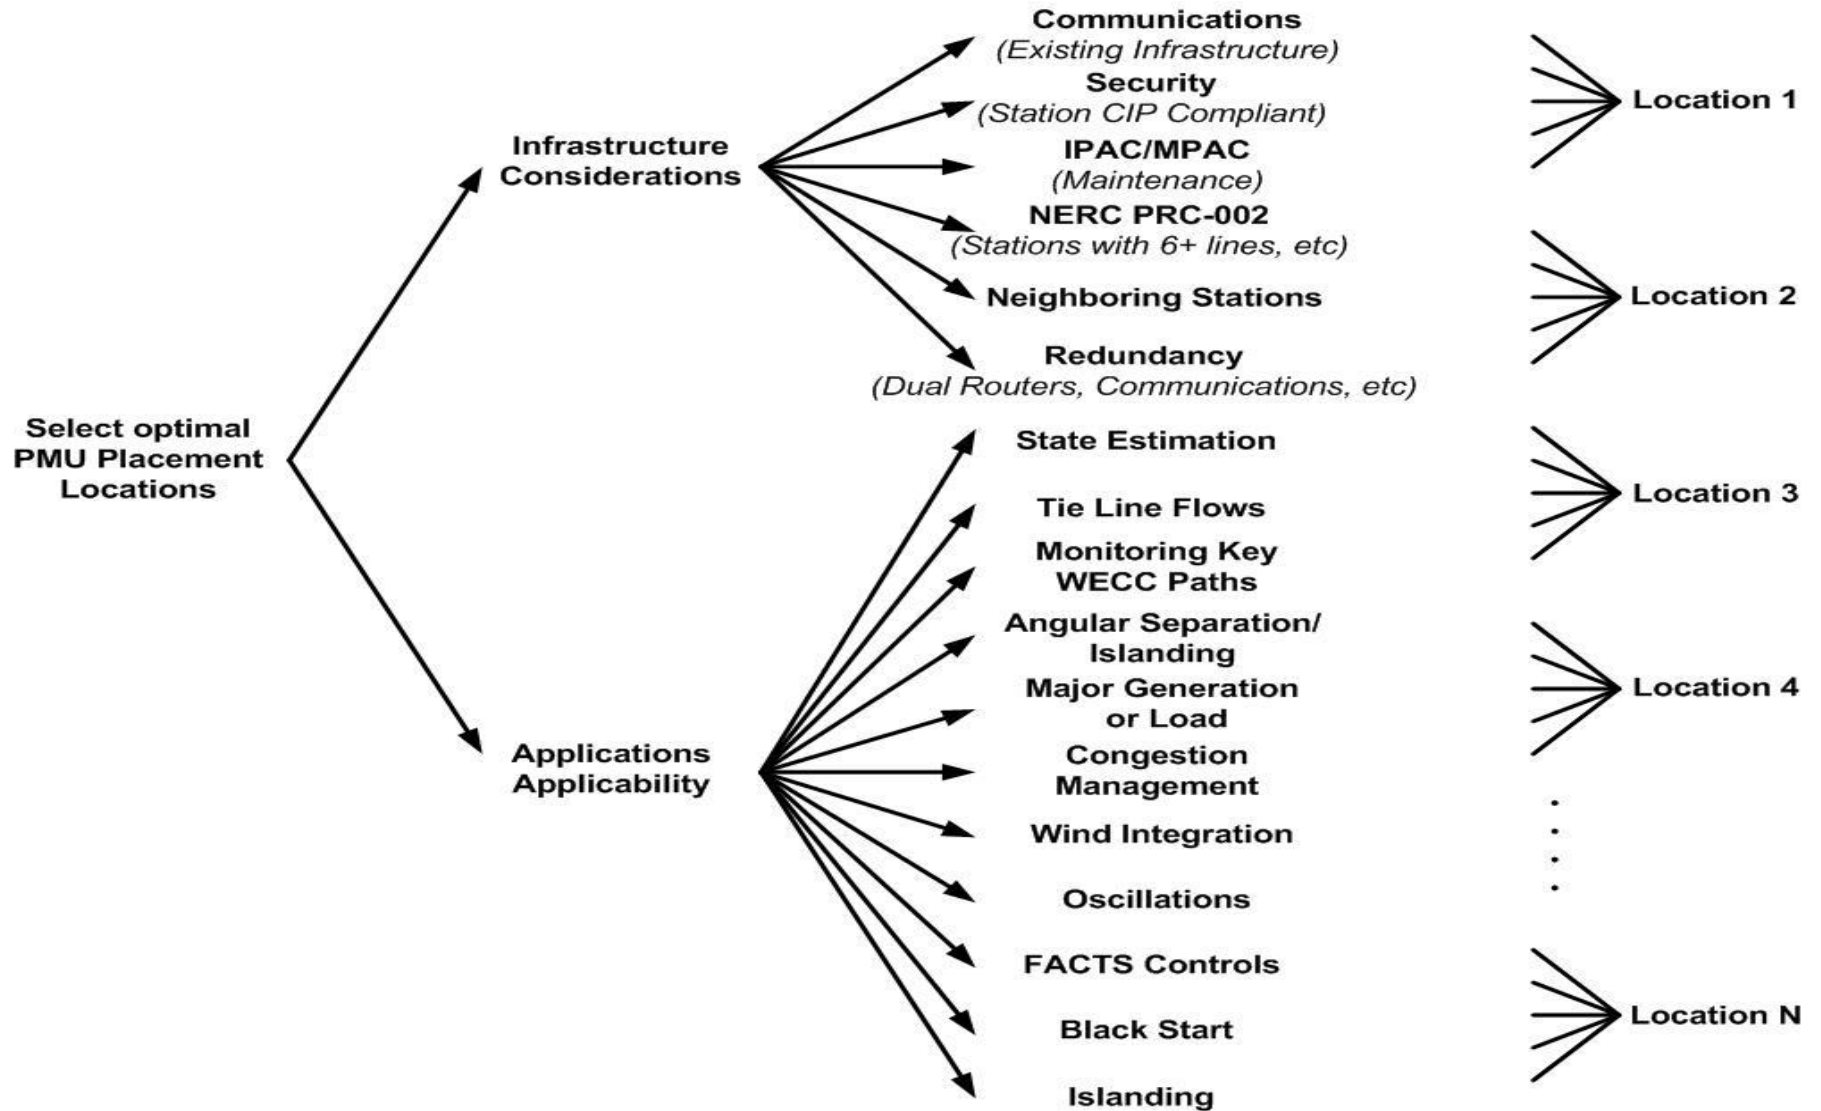 Select optimal
PMU Placement
Locations
Infrastructure
Considerations
Applications
Applicability
Communications
(Existing Infrastructure)
Security
(Station CIP Compliant)
IPAC/MPAC
(Maintenance)
NERC PRC-002
(Stations with 6+ lines, etc)
Neighboring Stations
Redundancy
(Dual Routers, Communications, etc)
State Estimation
Tie Line Flows
Monitoring Key
WECC Paths
Angular Separation/
Islanding
Major Generation
or Load
Congestion
Management
Wind Integration
Oscillations
FACTS Controls
Black Start
Islanding
Location 1
Location 2
Location 3
Location 4
Location N